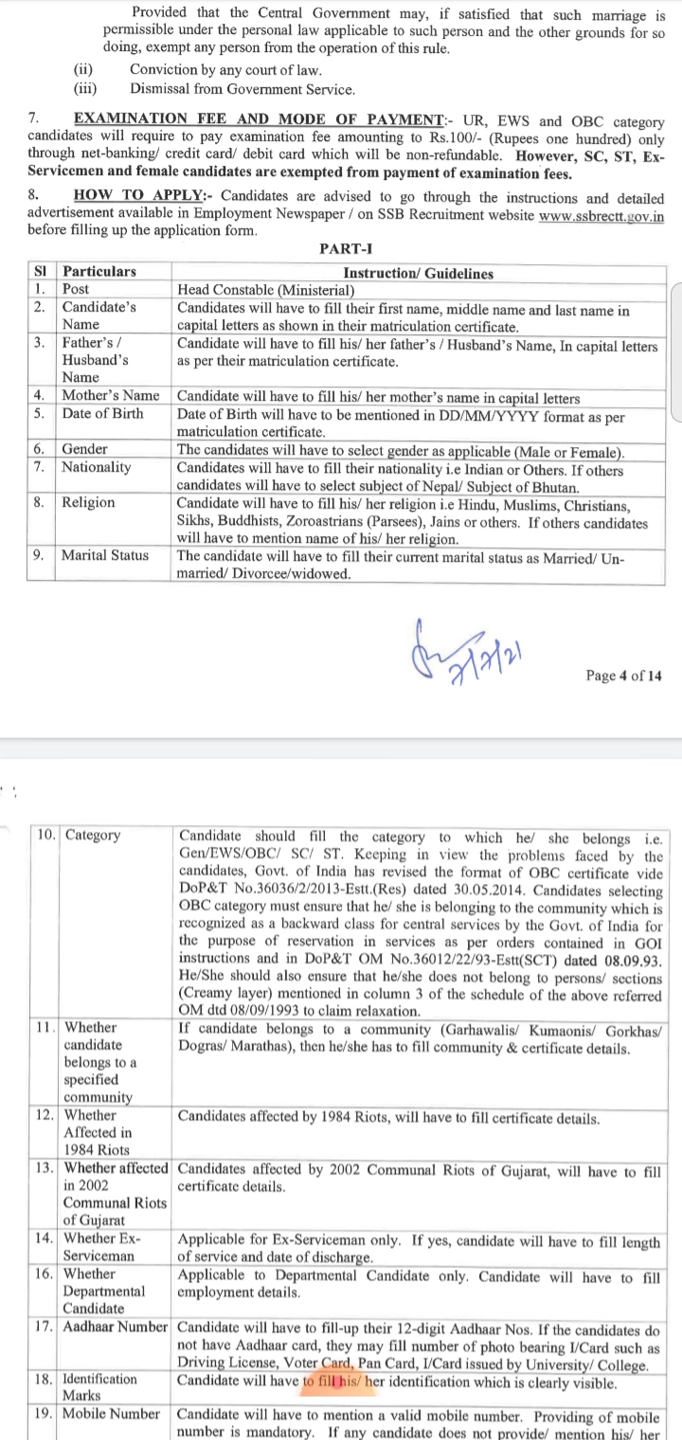 Provided that the Central Government may, if satisfied that such marriage is
permissible under the personal law applicable to such person and the other grounds for so
doing, exempt any person from the operation of this rule.
(ii) Conviction by any court of law.
(iii) Dismissal from Government Service.
7. EXAMINATION FEE AND MODE OF PAYMENT:- UR, EWS and OBC category
candidates will require to pay examination fee amounting to Rs.100/- (Rupees one hundred) only
through net-banking/ credit card/ debit card which will be non-refundable. However, SC, ST, Ex-
Servicemen and female candidates are exempted from payment of examination fees.
8. HOW TO APPLY:- Candidates are advised to go through the instructions and detailed
advertisement available in Employment Newspaper / on SSB Recruitment website www.ssbrectt.gov.in
before filling up the application form.
PART-I
Sl Particulars Instruction/ Guidelines
1. Post Head Constable (Ministerial)
2. Candidate's Candidates will have to fill their first name, middle name and last name in
Name capital letters as shown in their matriculation certificate.
3. Father's / Candidate will have to fill his/ her father's / Husband's Name, In capital letters
Husband's as per their matriculation certificate.
Name
4. Mother's Name Candidate will have to fill his/ her mother's name in capital letters
5. Date of Birth Date of Birth will have to be mentioned in DD/MM/YYYY format as per
matriculation certificate.
6. Gender The candidates will have to select gender as applicable (Male or Female).
7. Nationality Candidates will have to fill their nationality i.e Indian or Others. If others
candidates will have to select subject of Nepal/ Subject of Bhutan.
8. Religion Candidate will have to fill his/ her religion i.e Hindu, Muslims, Christians,
Sikhs, Buddhists, Zoroastrians (Parsees), Jains or others. If others candidates
will have to mention name of his/ her religion.
9. Marital Status The candidate will have to fill their current marital status as Married/ Un-
married/ Divorcee/widowed.
Page 4 of 14
10. Category Candidate should fill the category to which he/ she belongs i.e.
Gen/EWS/OBC/ SC/ ST. Keeping in view the problems faced by the
candidates, Govt. of India has revised the format of OBC certificate vide
DoP&T No.36036/2/2013-Estt.(Res) dated 30.05.2014. Candidates selecting
OBC category must ensure that he/ she is belonging to the community which is
recognized as a backward class for central services by the Govt. of India for
the purpose of reservation in services as per orders contained in GOI
instructions and in DoP&T OM No.36012/22/93-Estt(SCT) dated 08.09.93.
He/She should also ensure that he/she does not belong to persons/ sections
(Creamy layer) mentioned in column 3 of the schedule of the above referred
OM dtd 08/09/1993 to claim relaxation.
11. Whether If candidate belongs to a community (Garhawalis/ Kumaonis/ Gorkhas/
candidate Dogras/ Marathas), then he/she has to fill community & certificate details.
belongs to a
specified
community
12. Whether Candidates affected by 1984 Riots, will have to fill certificate details.
Affected in
1984 Riots
13. Whether affected Candidates affected by 2002 Communal Riots of Gujarat, will have to fill
in 2002 certificate details.
Communal Riots
of Gujarat
14. Whether Ex- Applicable for Ex-Serviceman only. If yes, candidate will have to fill length
Serviceman of service and date of discharge.
16. Whether Applicable to Departmental Candidate only. Candidate will have to fill
Departmental employment details.
Candidate
17. Aadhaar Number Candidate will have to fill-up their 12-digit Aadhaar Nos. If the candidates do
not have Aadhaar card, they may fill number of photo bearing I/Card such as
Driving License, Voter Card, Pan Card, I/Card issued by University/ College.
18. Identification Candidate will have to fill his/ her identification which is clearly visible.
Marks
19. Mobile Number Candidate will have to mention a valid mobile number. Providing of mobile
number is mandatory. If any candidate does not provide/ mention his/ her